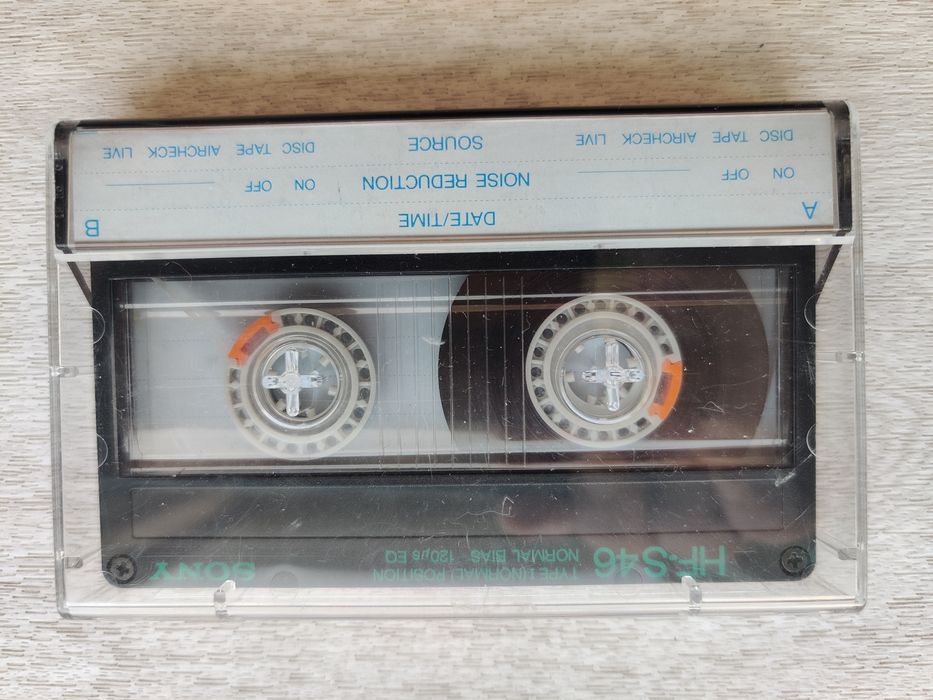 HF-S46 TYPE I (NORMAL) POSITION SONY
NORMAL BIAS 120µs EQ
A DATE/TIME B
ON OFF NOISE REDUCTION ON OFF
DISC TAPE AIRCHECK LIVE SOURCE DISC TAPE AIRCHECK LIVE